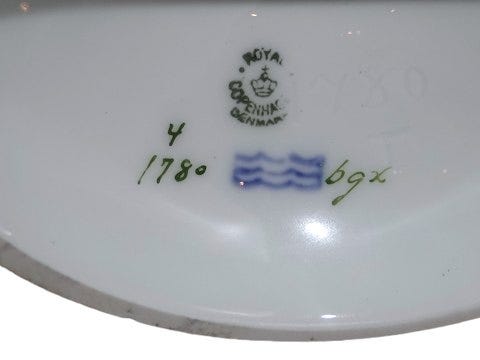 ROYAL
COPENHAGEN
DENMARK
4
1780 bgx